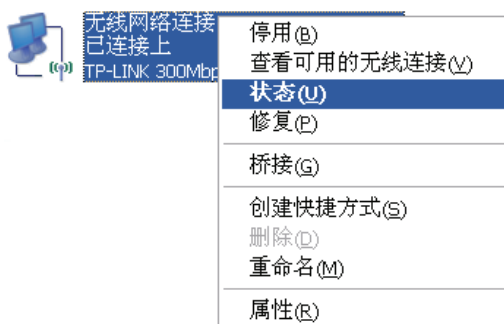 无线网络连接
已连接上
TP-LINK 300Mbp
停用(B)
查看可用的无线连接(V)
状态(U)
修复(P)
桥接(G)
创建快捷方式(S)
删除(D)
重命名(M)
属性(R)